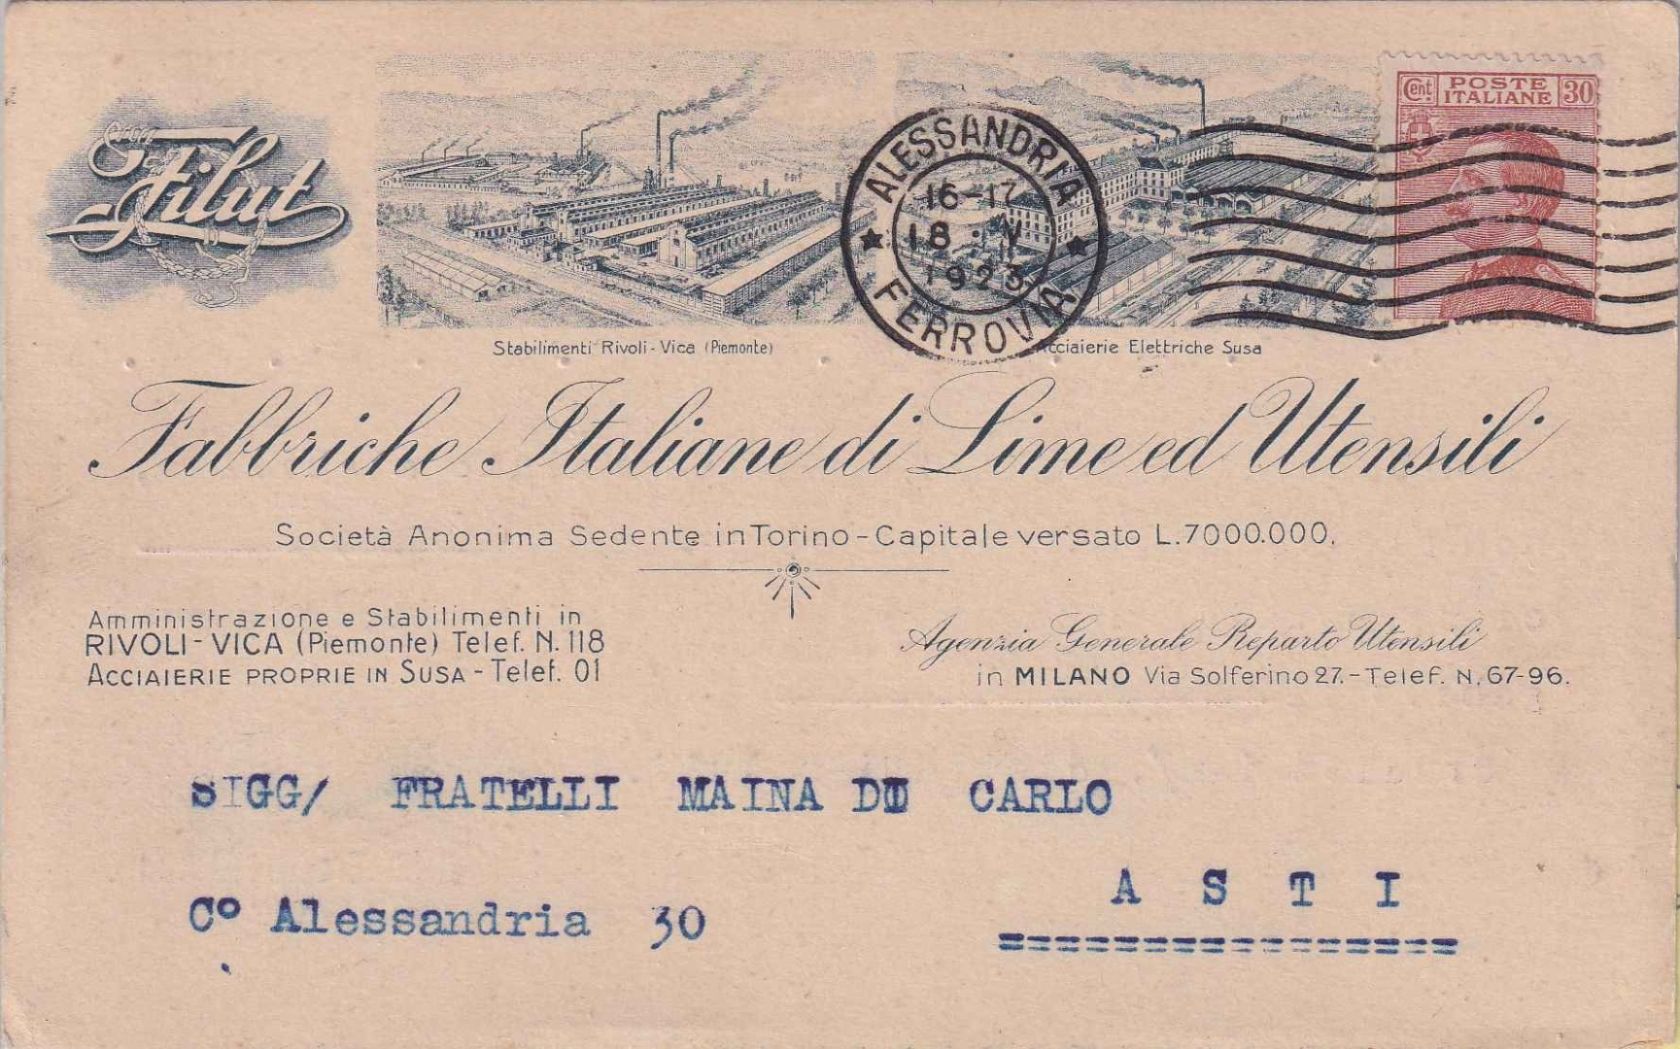 Filut
Cent POSTE ITALIANE 30
ALESSANDRIA
16-17
18 · V
1923
FERROVIA
Stabilimenti Rivoli - Vica (Piemonte)
Acciaierie Elettriche Susa
Fabbriche Italiane di Lime ed Utensili
Società Anonima Sedente in Torino - Capitale versato L.7000.000.
Amministrazione e Stabilimenti in
RIVOLI - VICA (Piemonte) Telef. N. 118
ACCIAIERIE PROPRIE IN SUSA - Telef. 01
Agenzia Generale Reparto Utensili
in MILANO Via Solferino 27. - Telef. N. 67-96.
SIGG/ FRATELLI MAINA DI CARLO
A S T I
Cº Alessandria 30
================